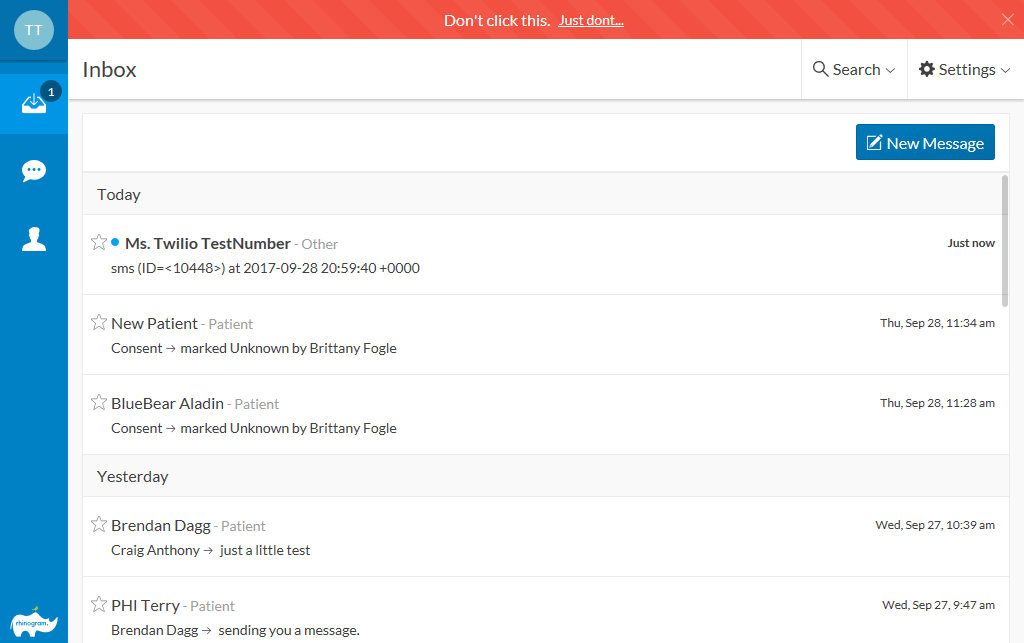 TT
Don't click this. Just dont...
1
Inbox
Search
Settings
New Message
Today
Ms. Twilio TestNumber - Other
Just now
sms (ID=<10448>) at 2017-09-28 20:59:40 +0000
New Patient - Patient
Thu, Sep 28, 11:34 am
Consent → marked Unknown by Brittany Fogle
BlueBear Aladin - Patient
Thu, Sep 28, 11:28 am
Consent → marked Unknown by Brittany Fogle
Yesterday
Brendan Dagg - Patient
Wed, Sep 27, 10:39 am
Craig Anthony → just a little test
PHI Terry - Patient
Wed, Sep 27, 9:47 am
Brendan Dagg → sending you a message.
rhinogram